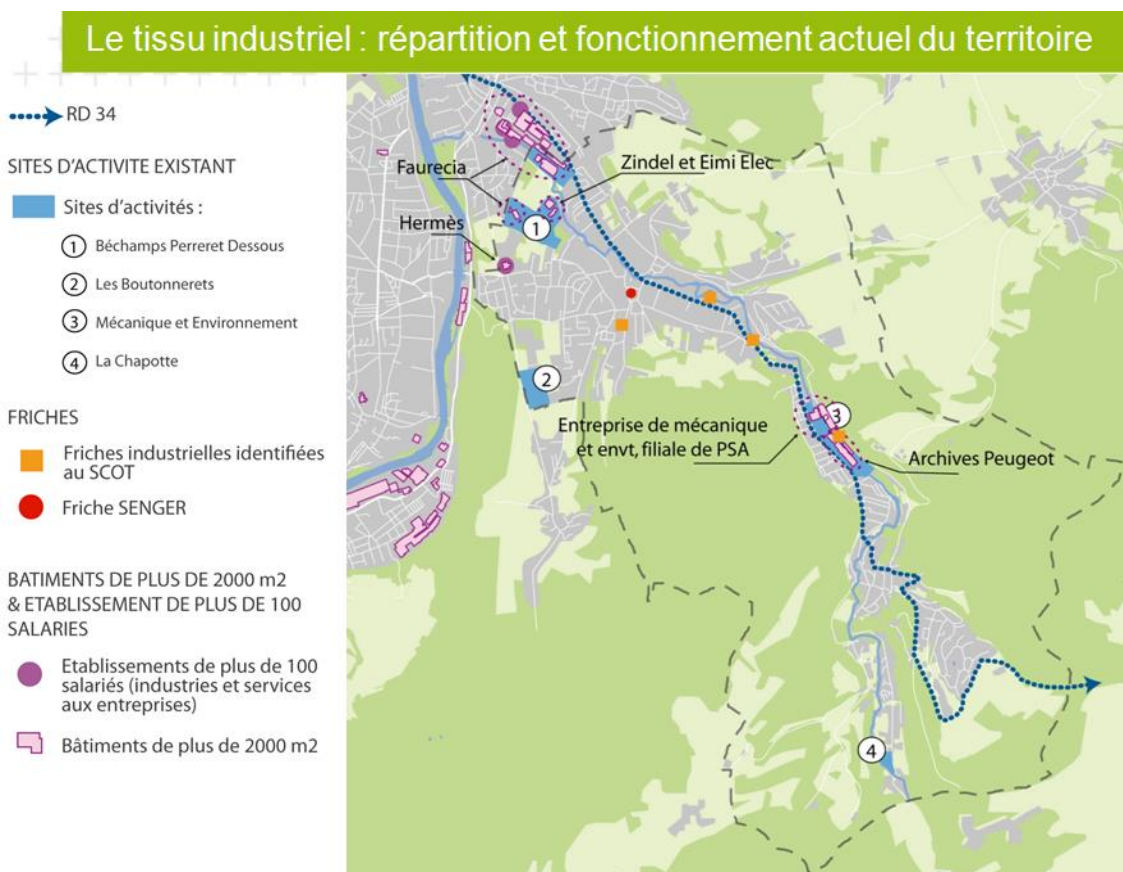 Le tissu industriel : répartition et fonctionnement actuel du territoire
RD 34
SITES D'ACTIVITE EXISTANT
Sites d'activités :
1 Béchamps Perreret Dessous
2 Les Boutonnerets
3 Mécanique et Environnement
4 La Chapotte
FRICHES
Friches industrielles identifiées
au SCOT
Friche SENGER
BATIMENTS DE PLUS DE 2000 m2
& ETABLISSEMENT DE PLUS DE 100
SALARIES
Etablissements de plus de 100
salariés (industries et services
aux entreprises)
Bâtiments de plus de 2000 m2
Faurecia
Zindel et Eimi Elec
Hermès
1
2
Entreprise de mécanique
et envt, filiale de PSA
3
Archives Peugeot
4